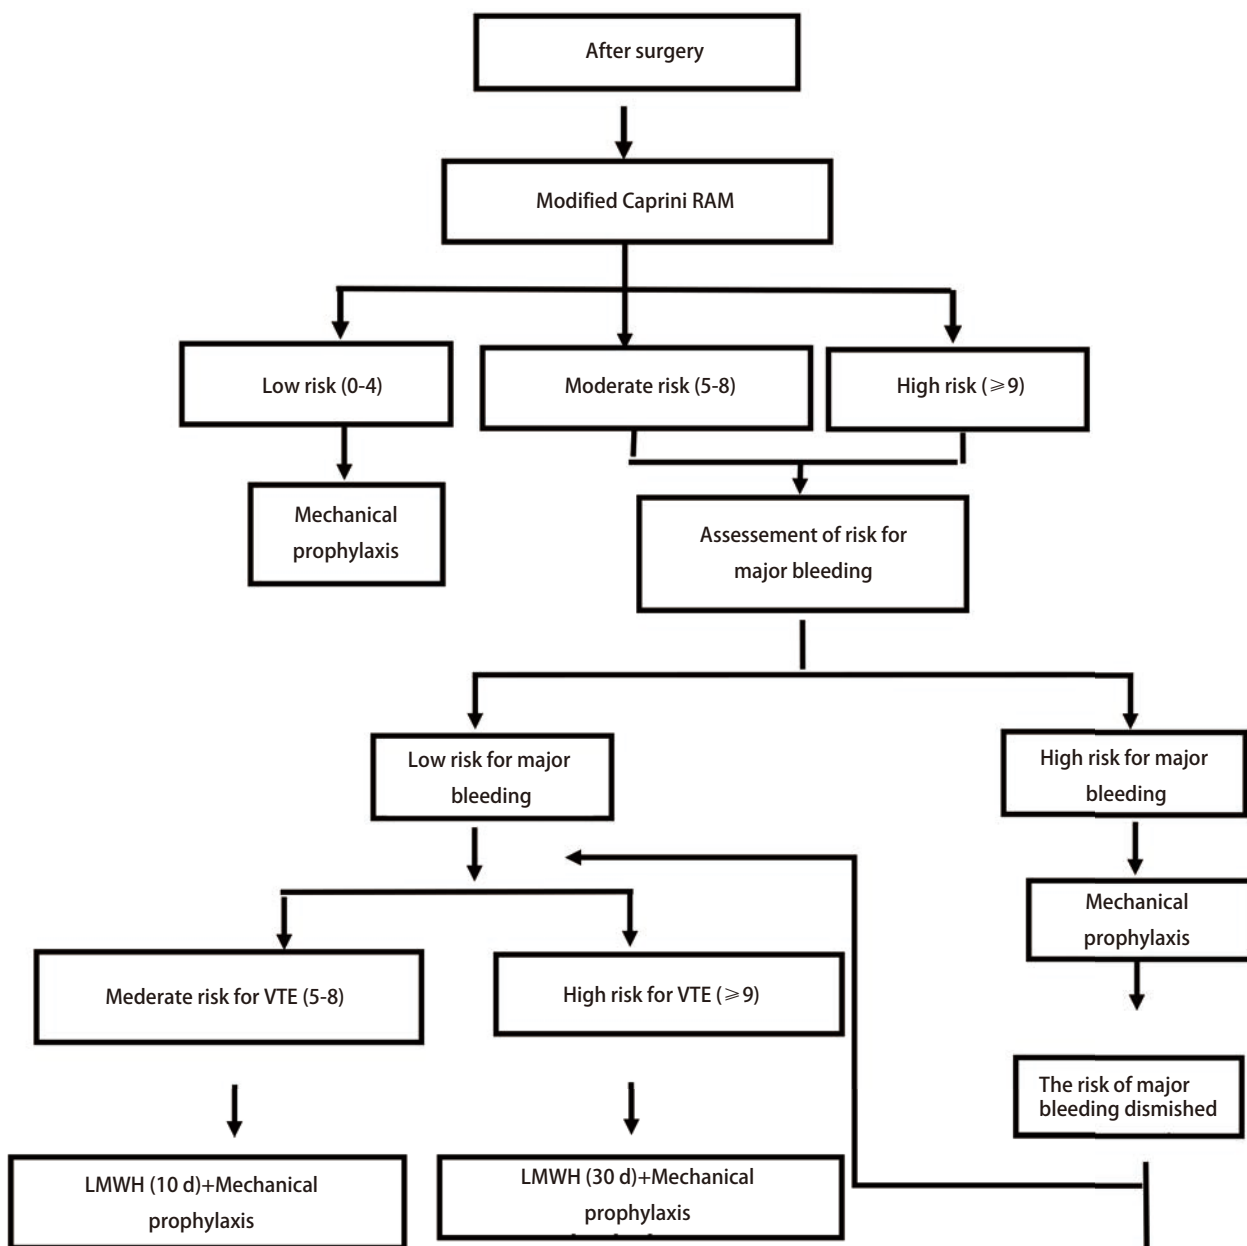 After surgery
Modified Caprini RAM
Low risk (0-4)
Moderate risk (5-8)
High risk (≥9)
Mechanical
prophylaxis
Assessement of risk for
major bleeding
Low risk for major
bleeding
High risk for major
bleeding
Mechanical
prophylaxis
Mederate risk for VTE (5-8)
High risk for VTE (≥9)
The risk of major
bleeding dismished
LMWH (10 d)+Mechanical
prophylaxis
LMWH (30 d)+Mechanical
prophylaxis